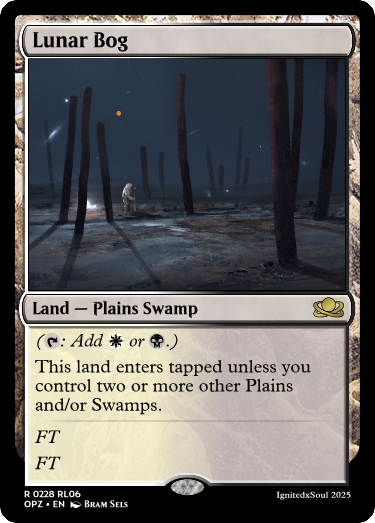 Lunar Bog
Land — Plains Swamp
(: Add or .)
This land enters tapped unless you
control two or more other Plains
and/or Swamps.
FT
FT
R 0228 RL06
OPZ • EN Bram Sels
IgnitedxSoul 2025